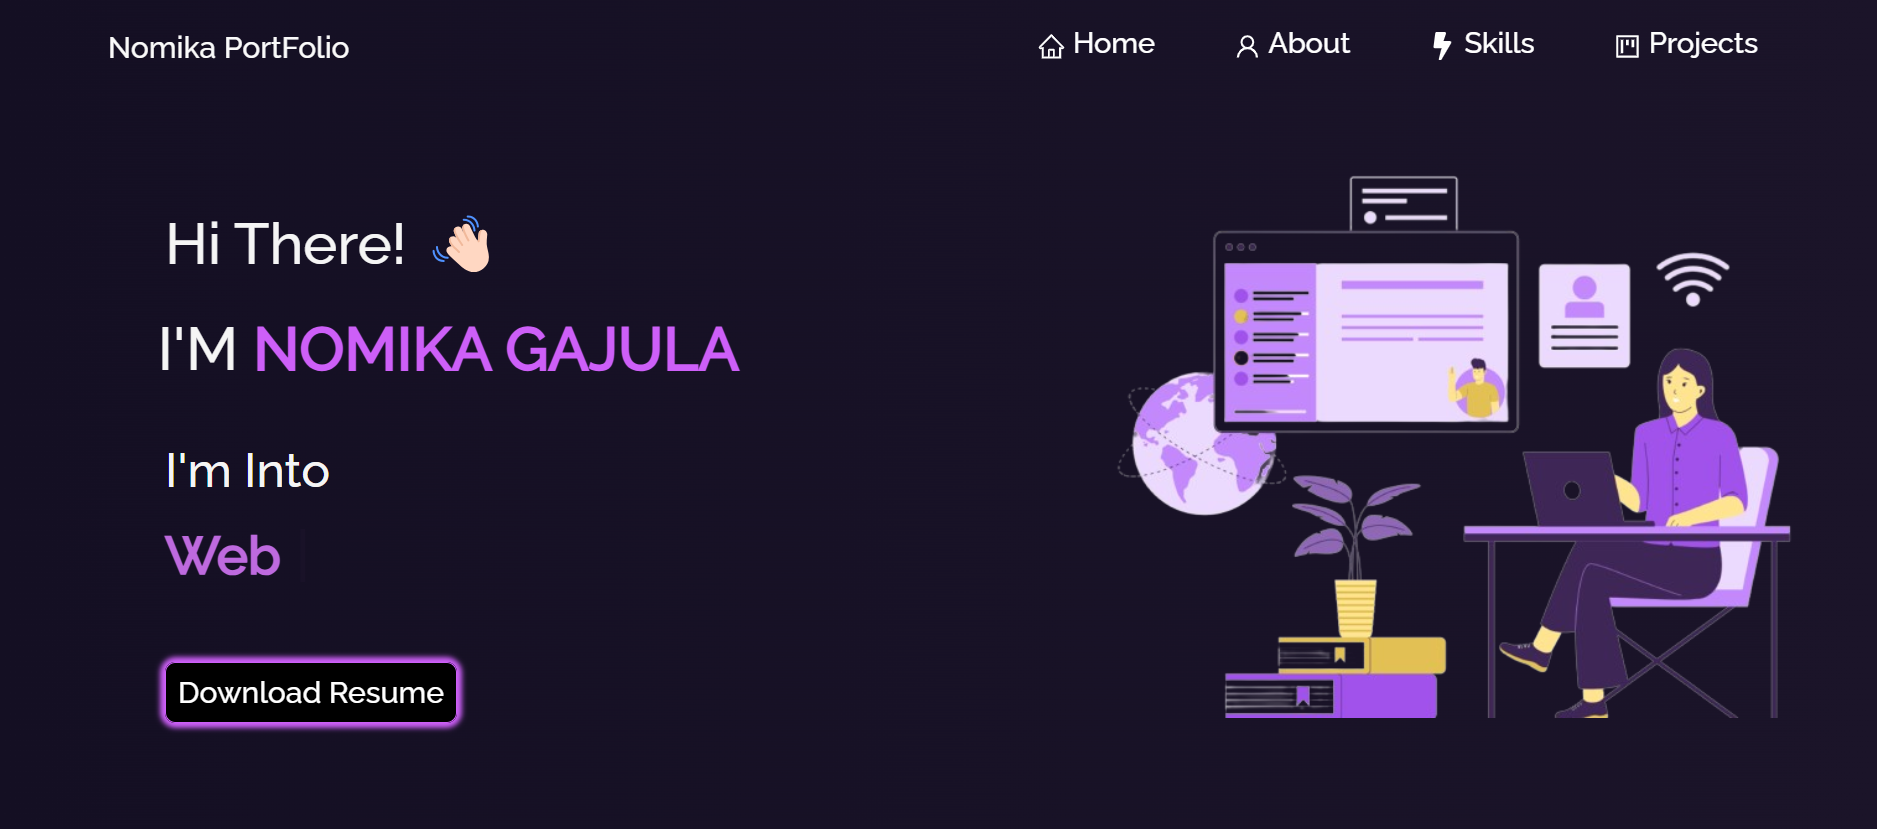 Nomika PortFolio
Home About Skills Projects
Hi There!
I'M NOMIKA GAJULA
I'm Into
Web
Download Resume